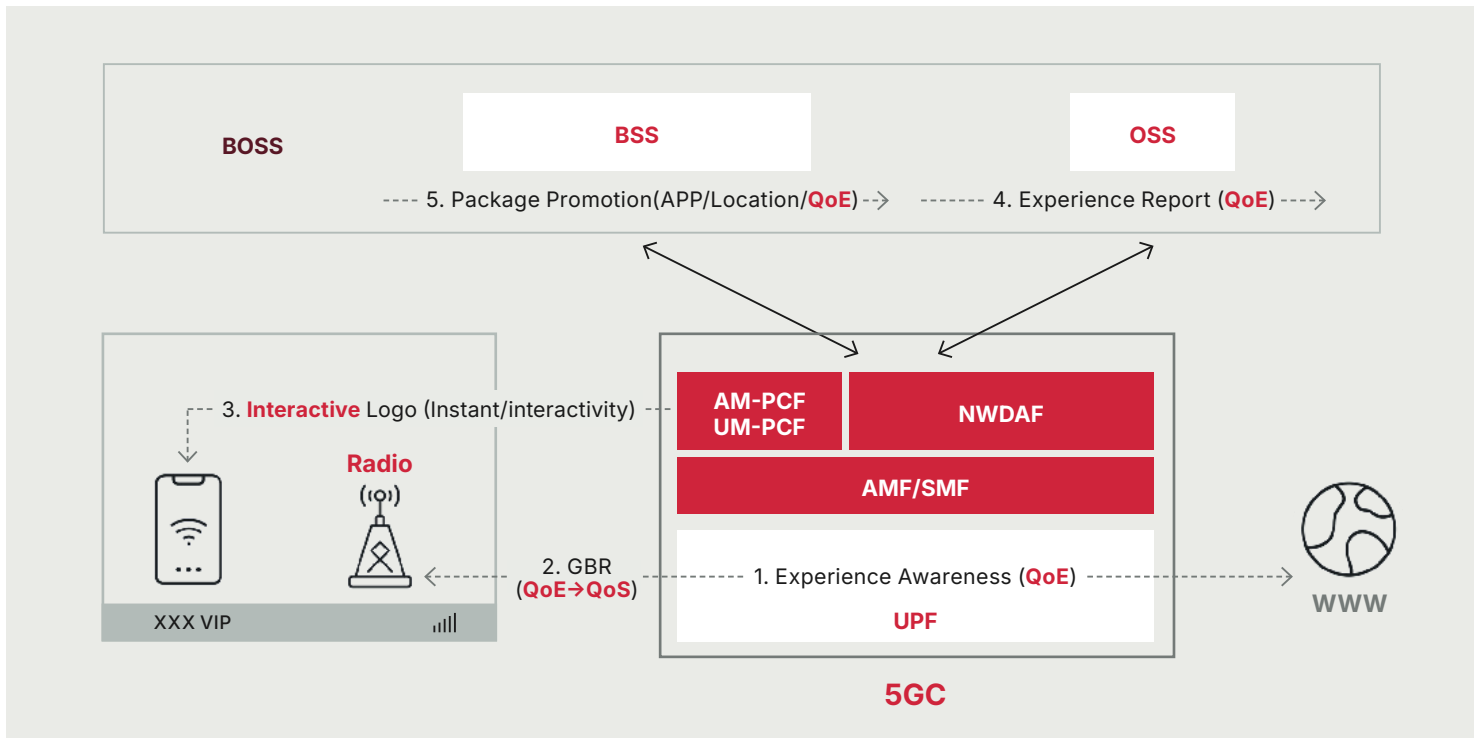 BOSS
BSS
OSS
5. Package Promotion(APP/Location/QoE)
4. Experience Report (QoE)
3. Interactive Logo (Instant/interactivity)
AM-PCF
UM-PCF
NWDAF
Radio
AMF/SMF
2. GBR
(QoE→QoS)
1. Experience Awareness (QoE)
UPF
WWW
XXX VIP
5GC